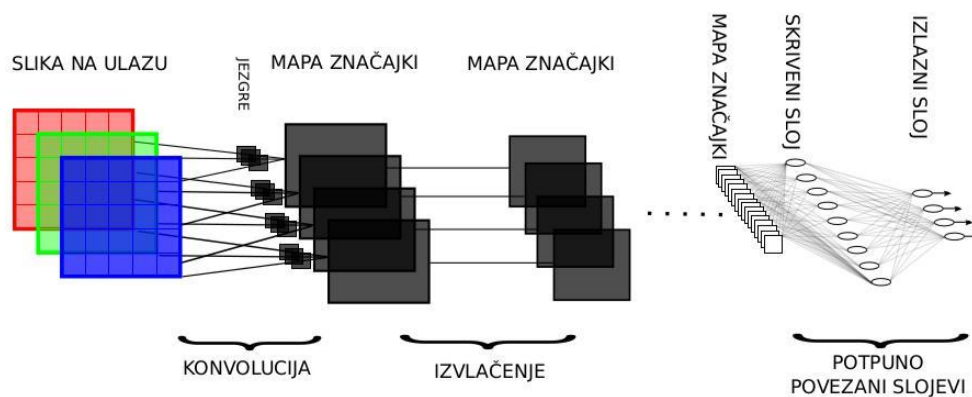 SLIKA NA ULAZU
JEZGRE
MAPA ZNAČAJKI
MAPA ZNAČAJKI
MAPA ZNAČAJKI
SKRIVENI SLOJ
IZLAZNI SLOJ
KONVOLUCIJA
IZVLAČENJE
POTPUNO
POVEZANI SLOJEVI